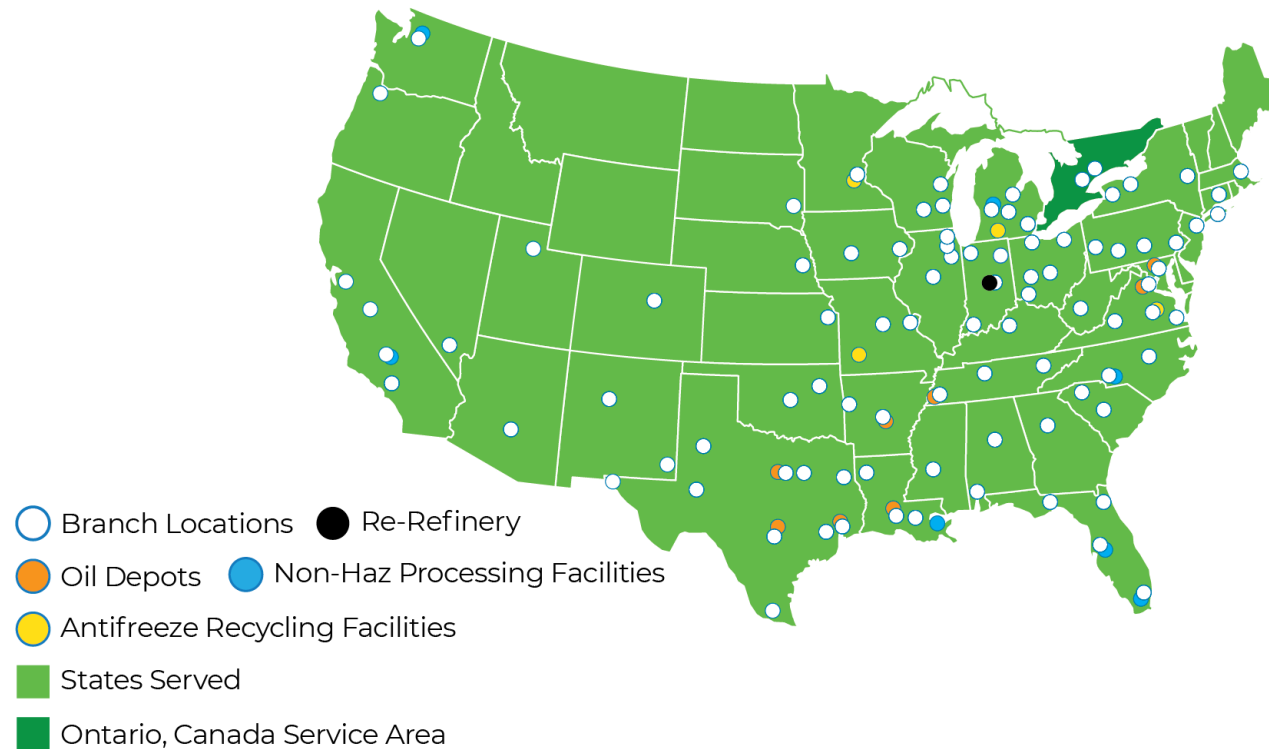 Branch Locations Re-Refinery
Oil Depots Non-Haz Processing Facilities
Antifreeze Recycling Facilities
States Served
Ontario, Canada Service Area